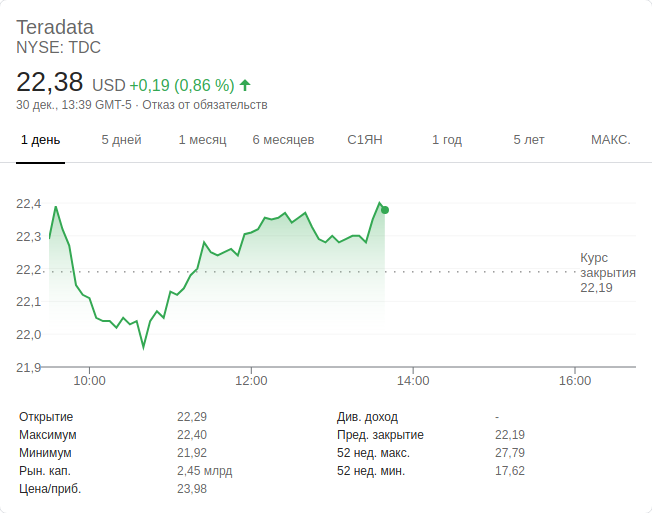 Teradata
NYSE: TDC
22,38 USD +0,19 (0,86 %)
30 дек., 13:39 GMT-5 · Отказ от обязательств
1 день 5 дней 1 месяц 6 месяцев С1ЯН 1 год 5 лет МАКС.
22,4
22,3
22,2
22,1
22,0
21,9
Курс
закрытия
22,19
10:00 12:00 14:00 16:00
Открытие 22,29 Див. доход -
Максимум 22,40 Пред. закрытие 22,19
Минимум 21,92 52 нед. макс. 27,79
Рын. кап. 2,45 млрд 52 нед. мин. 17,62
Цена/приб. 23,98